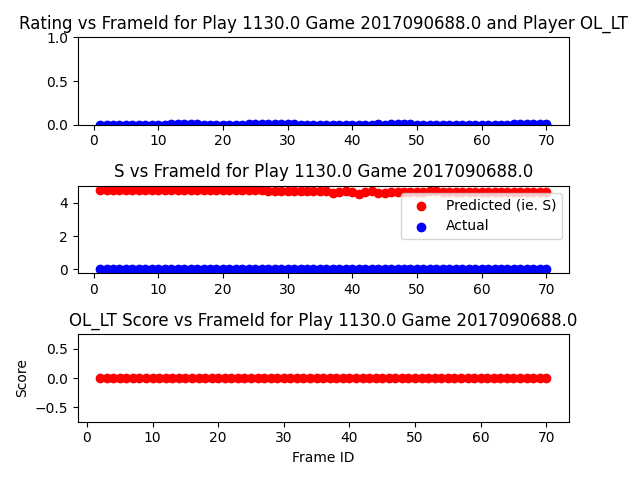 Rating vs FrameId for Play 1130.0 Game 2017090688.0 and Player OL_LT
1.0
0.5
0.0
0 10 20 30 40 50 60 70
S vs FrameId for Play 1130.0 Game 2017090688.0
4
2
0
Predicted (ie. S)
Actual
0 10 20 30 40 50 60 70
OL_LT Score vs FrameId for Play 1130.0 Game 2017090688.0
Score
0.5
0.0
−0.5
0 10 20 30 40 50 60 70
Frame ID